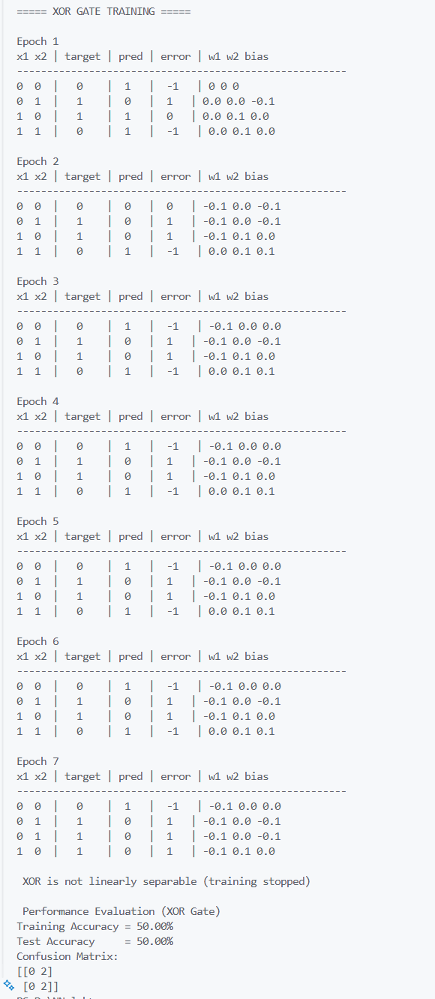 ===== XOR GATE TRAINING =====
Epoch 1
x1 x2 | target | pred | error | w1 w2 bias
-------------------------------------------------------
0 0 | 0 | 1 | -1 | 0 0 0
0 1 | 1 | 0 | 1 | 0.0 0.0 -0.1
1 0 | 1 | 1 | 0 | 0.0 0.1 0.0
1 1 | 0 | 1 | -1 | 0.0 0.1 0.0
Epoch 2
x1 x2 | target | pred | error | w1 w2 bias
-------------------------------------------------------
0 0 | 0 | 0 | 0 | -0.1 0.0 -0.1
0 1 | 1 | 0 | 1 | -0.1 0.0 -0.1
1 0 | 1 | 0 | 1 | -0.1 0.1 0.0
1 1 | 0 | 1 | -1 | 0.0 0.1 0.1
Epoch 3
x1 x2 | target | pred | error | w1 w2 bias
-------------------------------------------------------
0 0 | 0 | 1 | -1 | -0.1 0.0 0.0
0 1 | 1 | 0 | 1 | -0.1 0.0 -0.1
1 0 | 1 | 0 | 1 | -0.1 0.1 0.0
1 1 | 0 | 1 | -1 | 0.0 0.1 0.1
Epoch 4
x1 x2 | target | pred | error | w1 w2 bias
-------------------------------------------------------
0 0 | 0 | 1 | -1 | -0.1 0.0 0.0
0 1 | 1 | 0 | 1 | -0.1 0.0 -0.1
1 0 | 1 | 0 | 1 | -0.1 0.1 0.0
1 1 | 0 | 1 | -1 | 0.0 0.1 0.1
Epoch 5
x1 x2 | target | pred | error | w1 w2 bias
-------------------------------------------------------
0 0 | 0 | 1 | -1 | -0.1 0.0 0.0
0 1 | 1 | 0 | 1 | -0.1 0.0 -0.1
1 0 | 1 | 0 | 1 | -0.1 0.1 0.0
1 1 | 0 | 1 | -1 | 0.0 0.1 0.1
Epoch 6
x1 x2 | target | pred | error | w1 w2 bias
-------------------------------------------------------
0 0 | 0 | 1 | -1 | -0.1 0.0 0.0
0 1 | 1 | 0 | 1 | -0.1 0.0 -0.1
1 0 | 1 | 0 | 1 | -0.1 0.1 0.0
1 1 | 0 | 1 | -1 | 0.0 0.1 0.1
Epoch 7
x1 x2 | target | pred | error | w1 w2 bias
-------------------------------------------------------
0 0 | 0 | 1 | -1 | -0.1 0.0 0.0
0 1 | 1 | 0 | 1 | -0.1 0.0 -0.1
0 1 | 1 | 0 | 1 | -0.1 0.0 -0.1
1 0 | 1 | 0 | 1 | -0.1 0.1 0.0
XOR is not linearly separable (training stopped)
Performance Evaluation (XOR Gate)
Training Accuracy = 50.00%
Test Accuracy = 50.00%
Confusion Matrix:
[[0 2]
[0 2]]